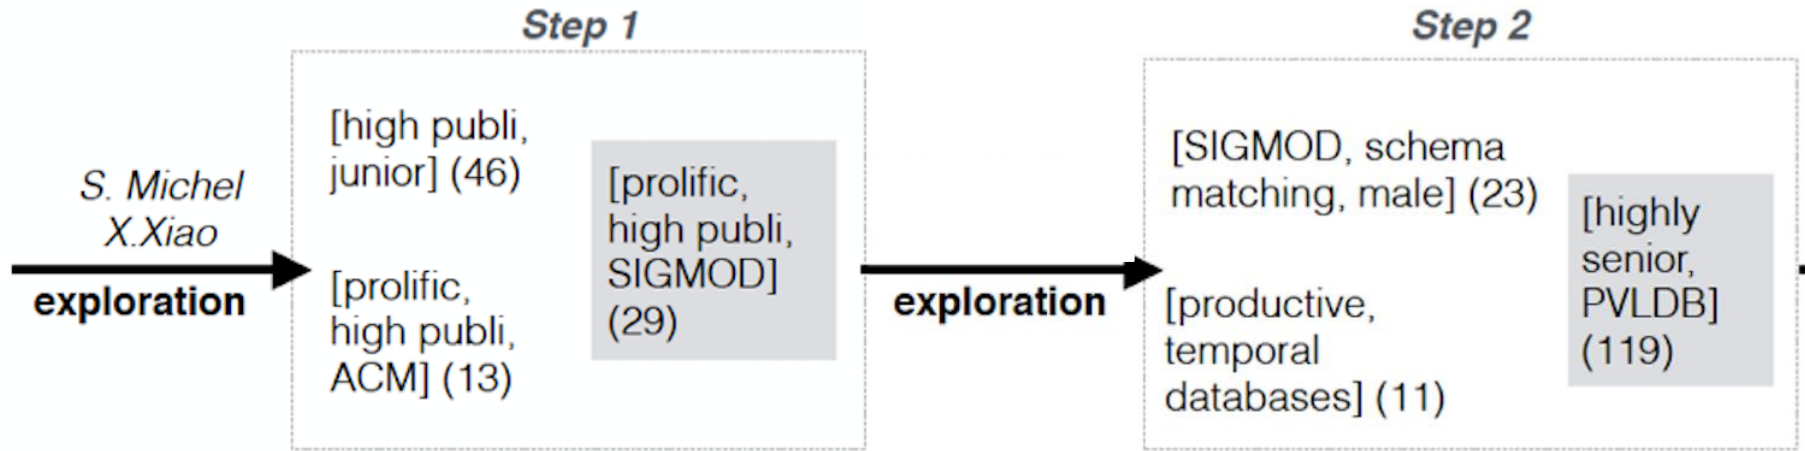 Step 1
S. Michel
X.Xiao
exploration
[high publi,
junior] (46)
[prolific,
high publi,
ACM] (13)
[prolific,
high publi,
SIGMOD]
(29)
exploration
Step 2
[SIGMOD, schema
matching, male] (23)
[productive,
temporal
databases] (11)
[highly
senior,
PVLDB]
(119)